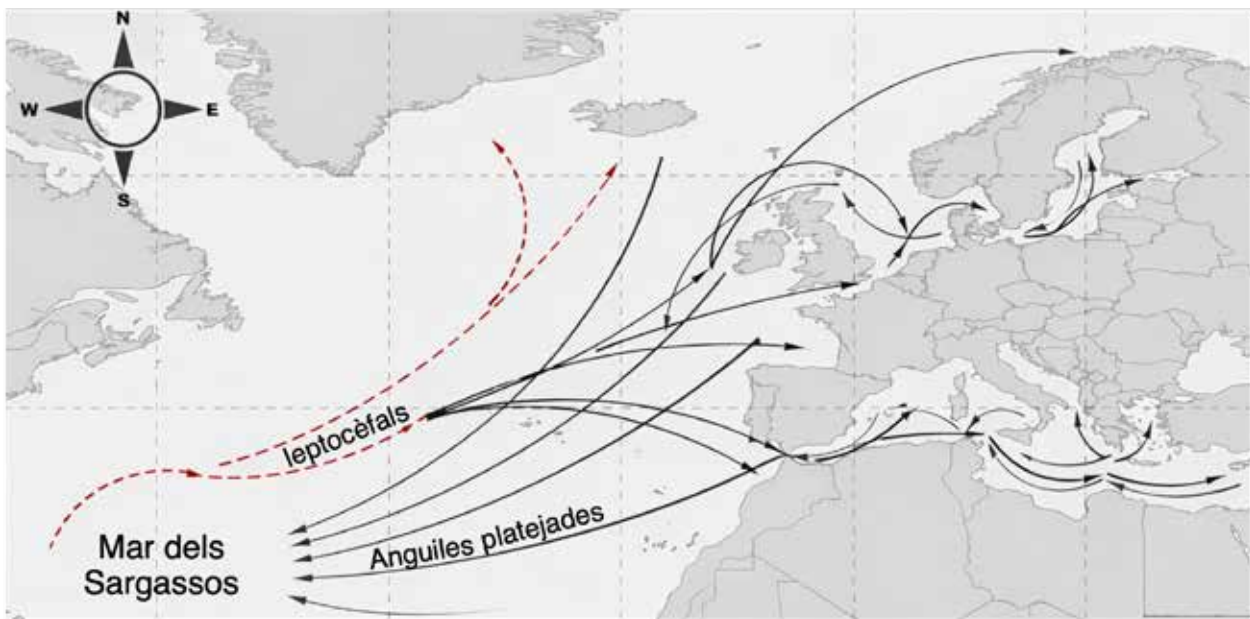 N
W
E
S
leptocèfals
Anguiles platejades
Mar dels
Sargassos